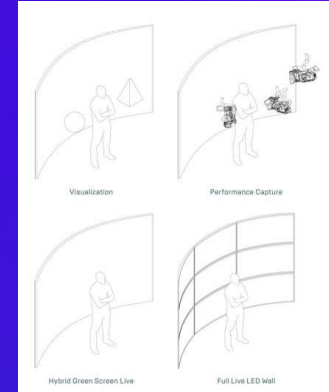 Visualization
Performance Capture
Hybrid Green Screen Live
Full Live LED Wall